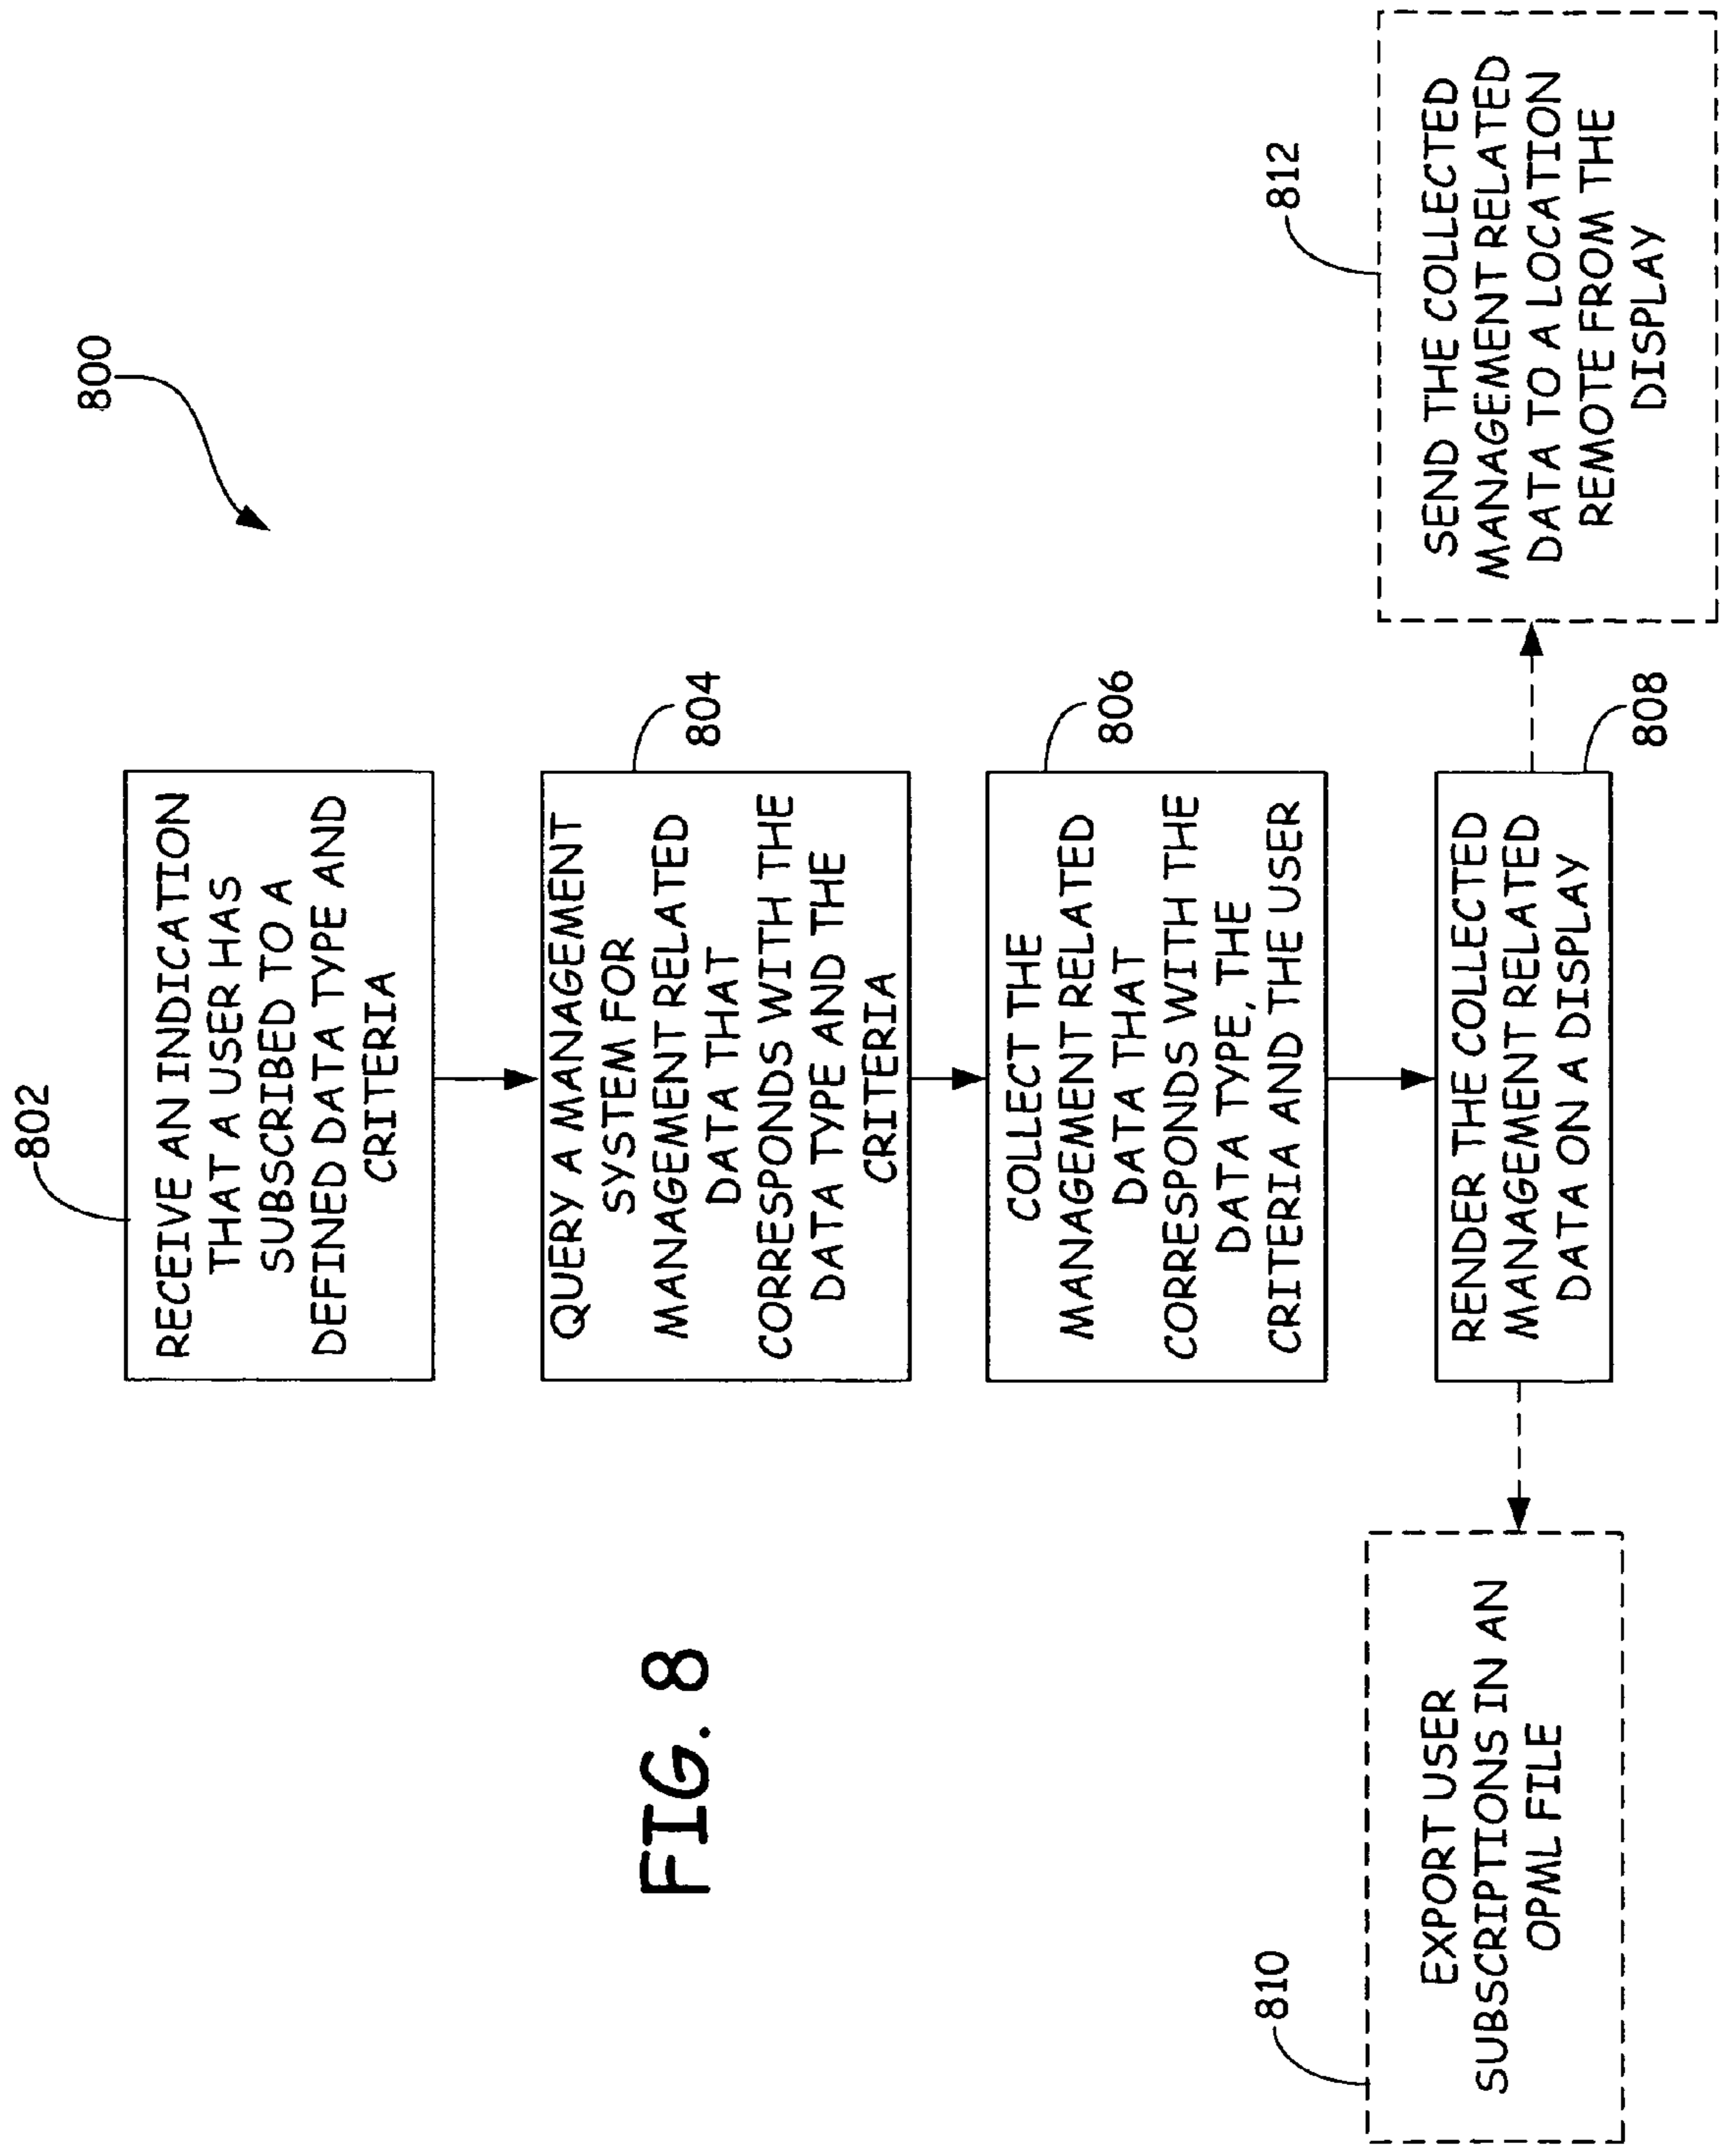 800
802
RECEIVE AN INDICATION
THAT A USER HAS
SUBSCRIBED TO A
DEFINED DATA TYPE AND
CRITERIA
804
QUERY A MANAGEMENT
SYSTEM FOR
MANAGEMENT RELATED
DATA THAT
CORRESPONDS WITH THE
DATA TYPE AND THE
CRITERIA
806
COLLECT THE
MANAGEMENT RELATED
DATA THAT
CORRESPONDS WITH THE
DATA TYPE, THE
CRITERIA AND THE USER
808
RENDER THE COLLECTED
MANAGEMENT RELATED
DATA ON A DISPLAY
810
EXPORT USER
SUBSCRIPTIONS IN AN
OPML FILE
812
SEND THE COLLECTED
MANAGEMENT RELATED
DATA TO A LOCATION
REMOTE FROM THE
DISPLAY
FIG. 8